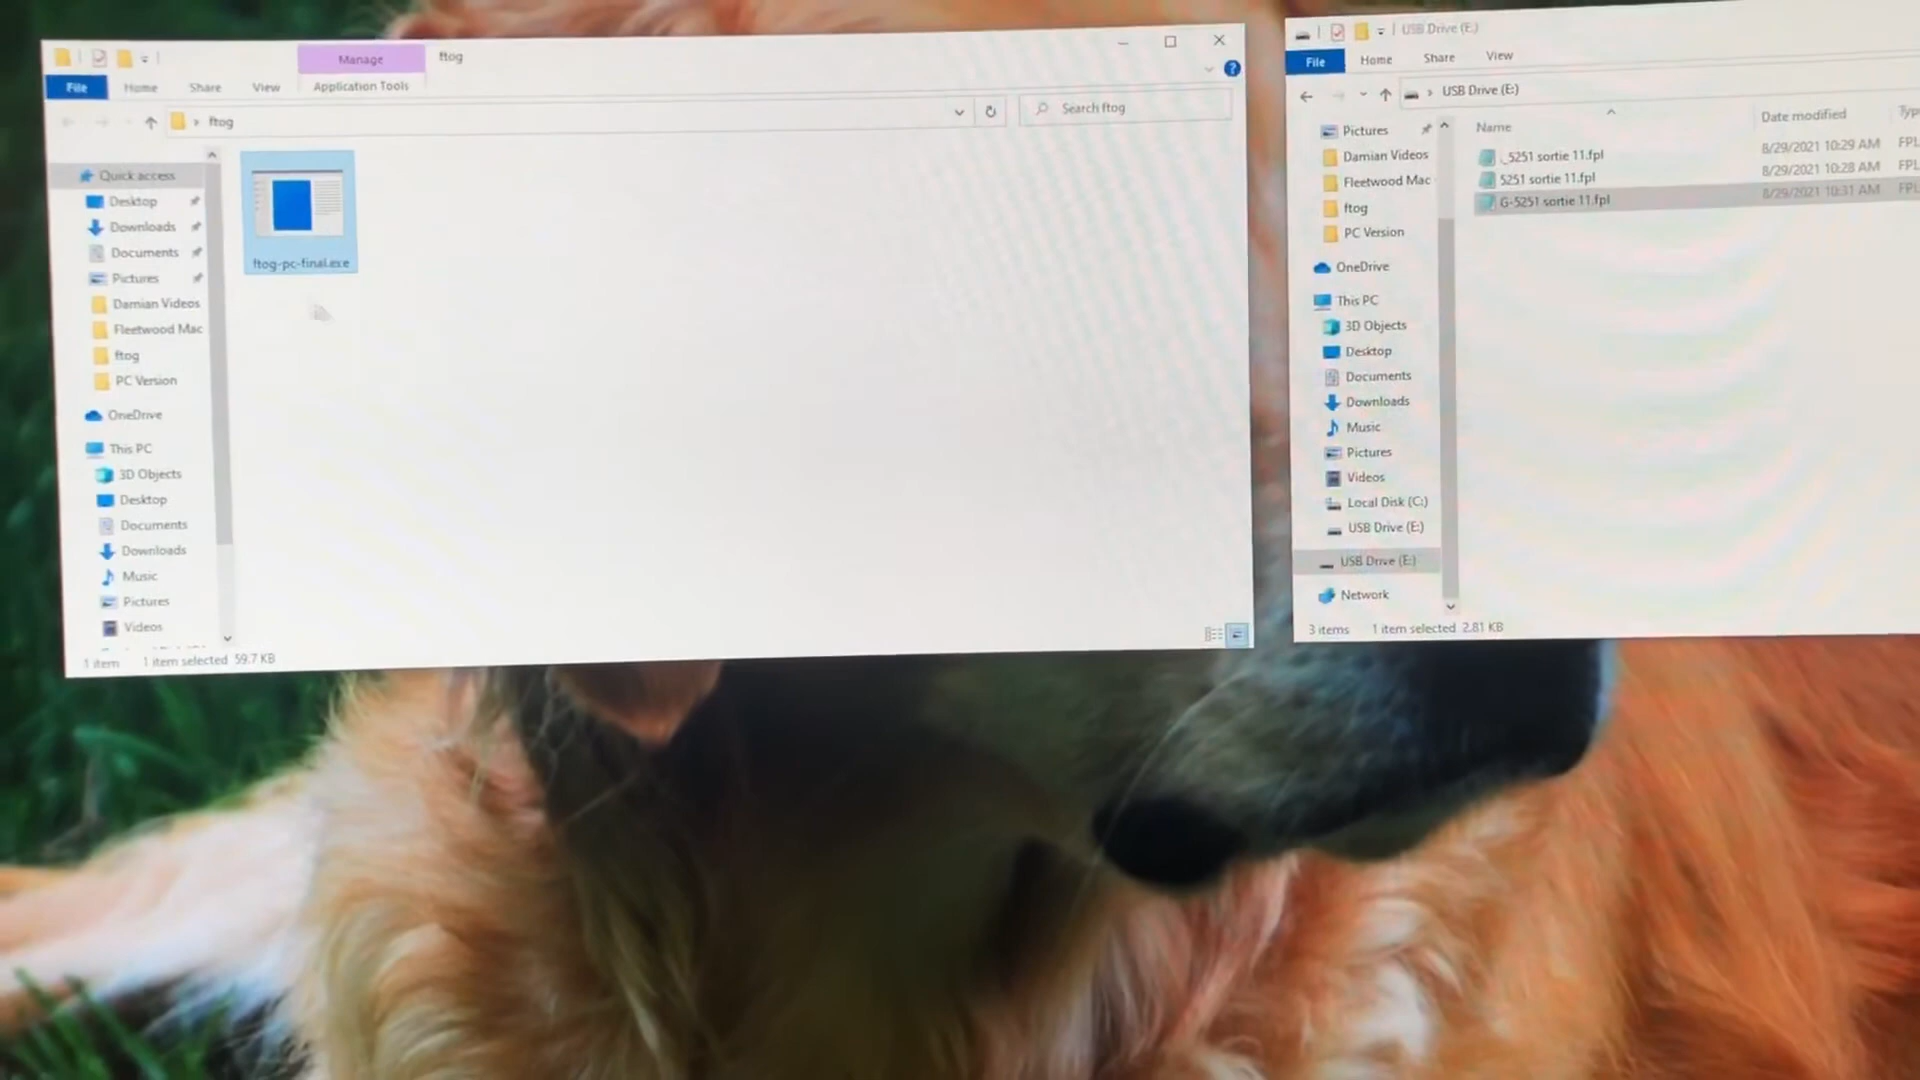 Manage
ftog
File
Home
Share
View
Application Tools
ftog
Search ftog
Quick access
Desktop
Downloads
Documents
Pictures
Damian Videos
Fleetwood Mac
ftog
PC Version
OneDrive
This PC
3D Objects
Desktop
Documents
Downloads
Music
Pictures
Videos
ftog-pc-final.exe
1 item
1 item selected 59.7 KB
USB Drive (E:)
File
Home
Share
View
USB Drive (E:)
Pictures
Damian Videos
Fleetwood Mac
ftog
PC Version
OneDrive
This PC
3D Objects
Desktop
Documents
Downloads
Music
Pictures
Videos
Local Disk (C:)
USB Drive (E:)
USB Drive (E:)
Network
Name
Date modified
Typ
_5251 sortie 11.fpl
8/29/2021 10:29 AM
FPL
5251 sortie 11.fpl
8/29/2021 10:28 AM
FPL
G-5251 sortie 11.fpl
8/29/2021 10:31 AM
FPL
3 items
1 item selected 2.81 KB